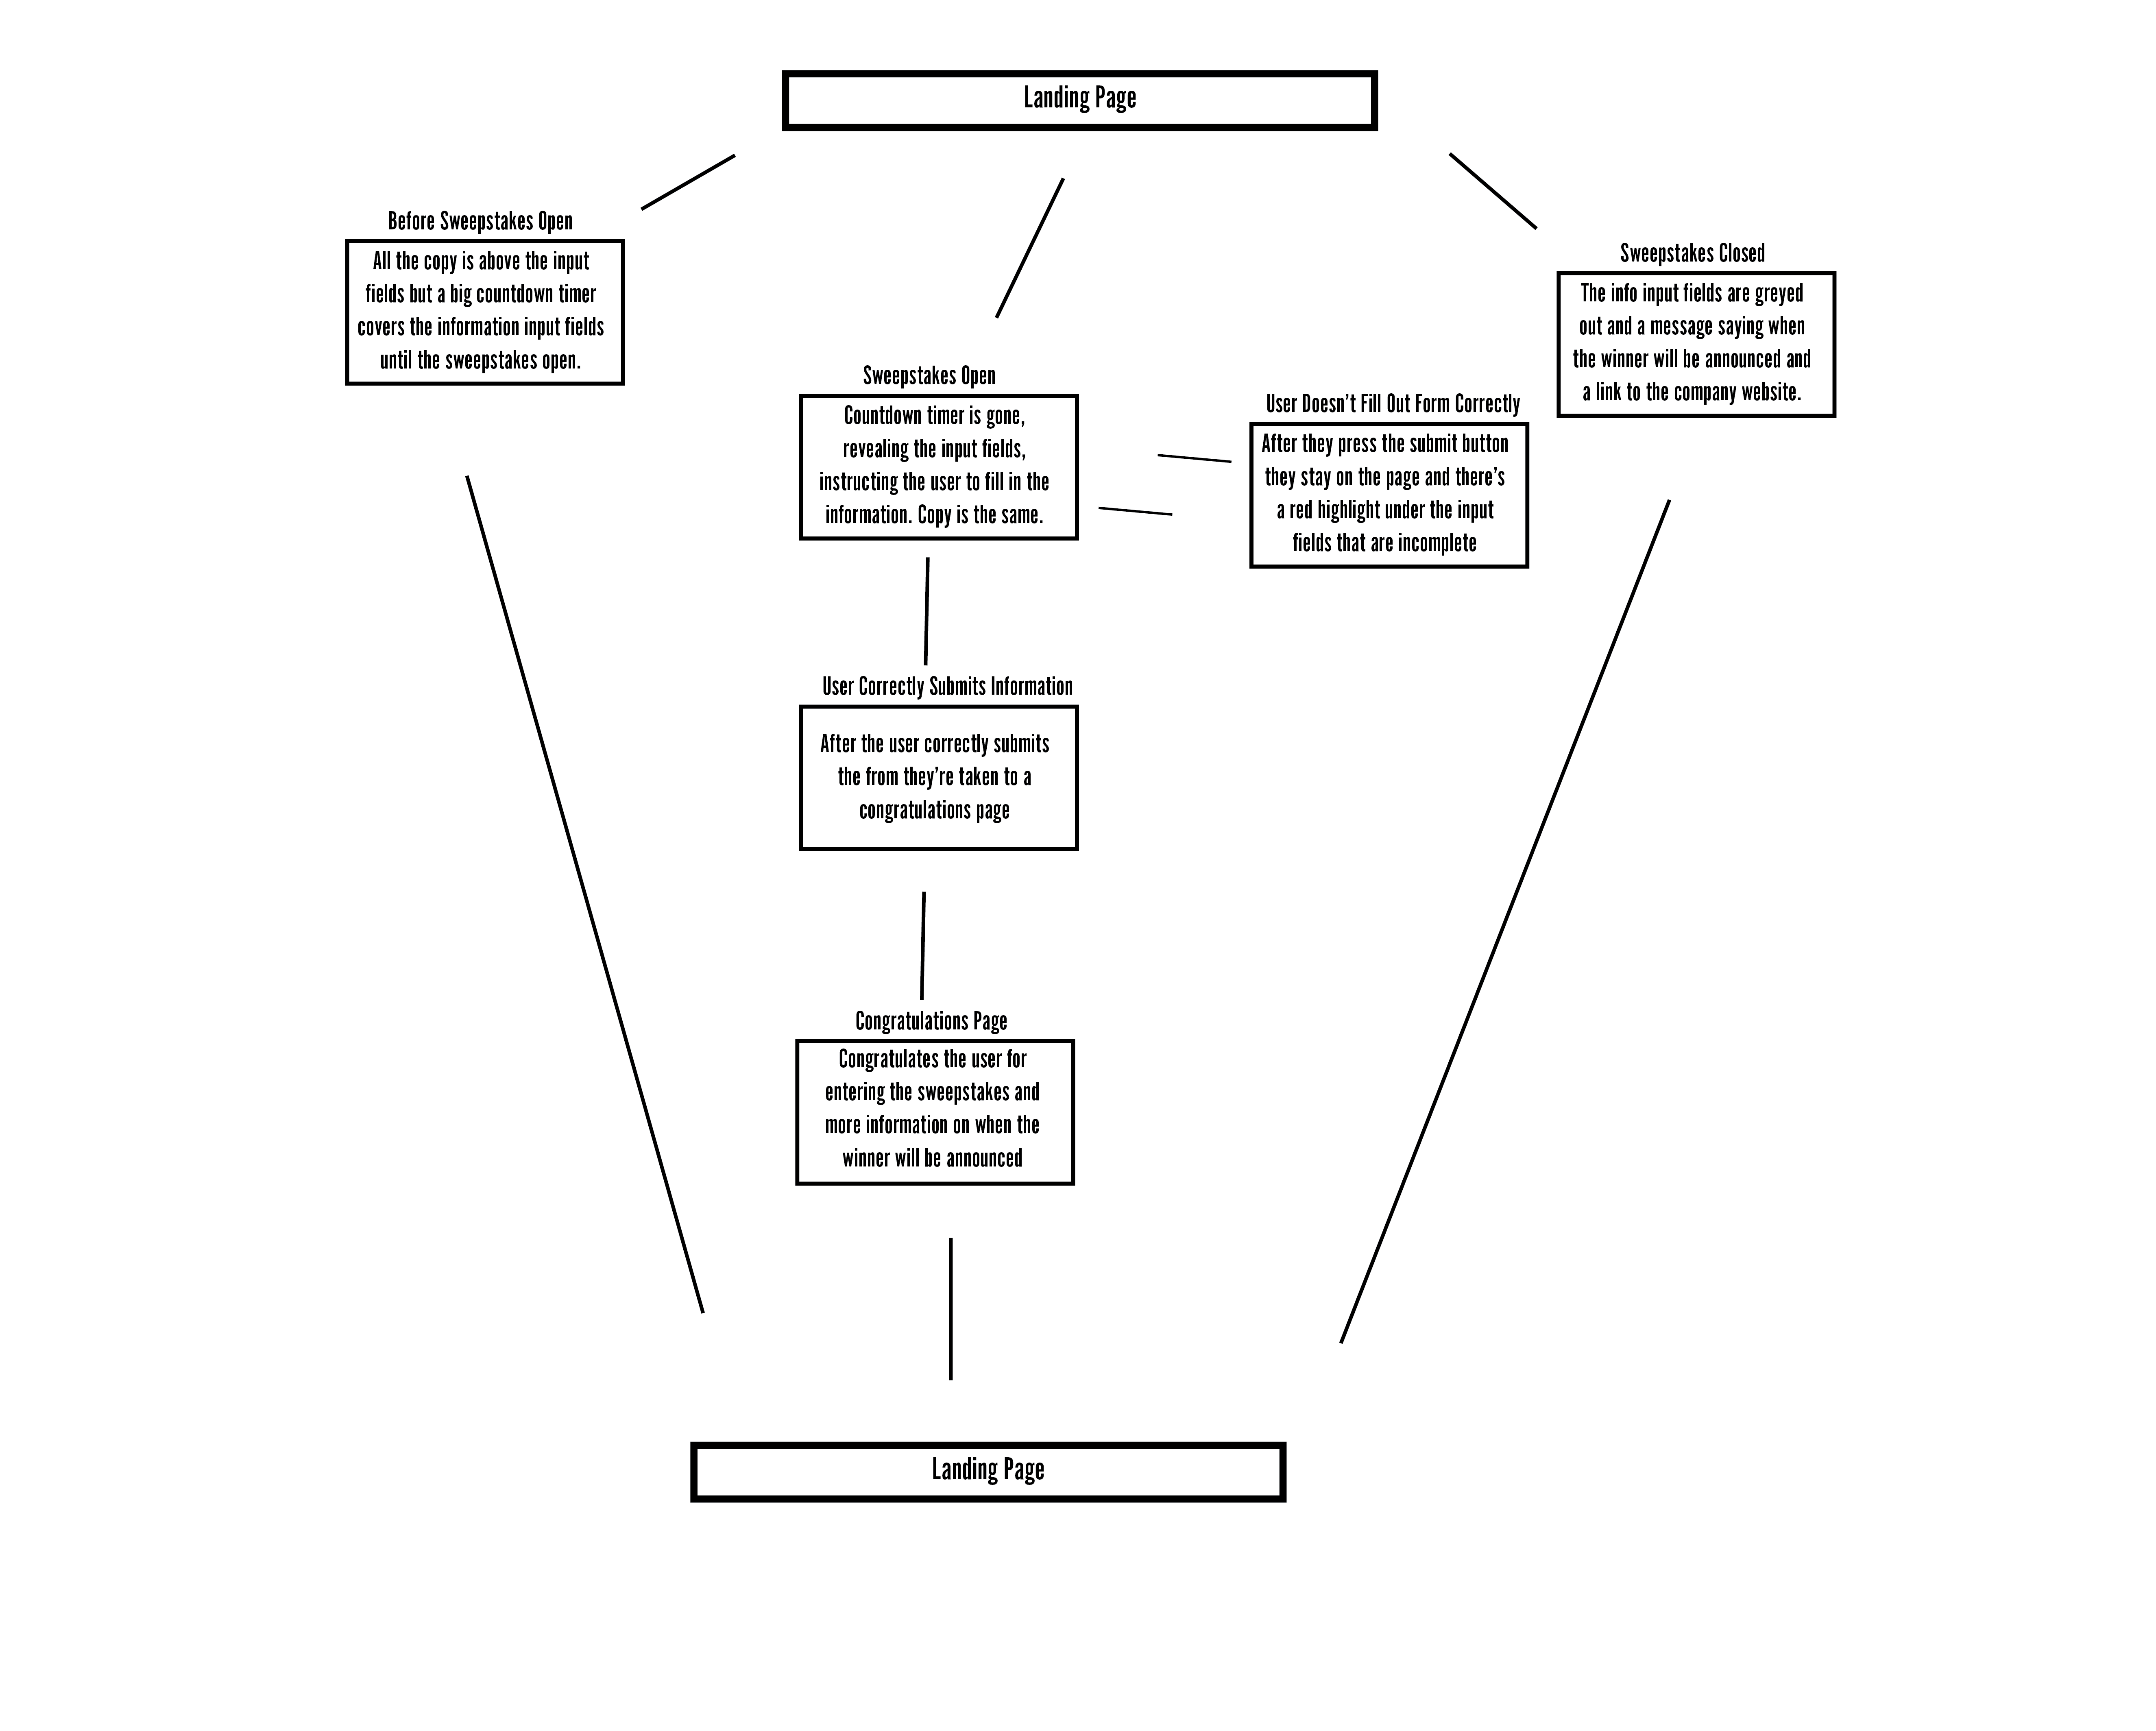 Landing Page
Before Sweepstakes Open
All the copy is above the input
fields but a big countdown timer
covers the information input fields
until the sweepstakes open.
Sweepstakes Closed
The info input fields are greyed
out and a message saying when
the winner will be announced and
a link to the company website.
Sweepstakes Open
Countdown timer is gone,
revealing the input fields,
instructing the user to fill in the
information. Copy is the same.
User Doesn't Fill Out Form Correctly
After they press the submit button
they stay on the page and there's
a red highlight under the input
fields that are incomplete
User Correctly Submits Information
After the user correctly submits
the from they're taken to a
congratulations page
Congratulations Page
Congratulates the user for
entering the sweepstakes and
more information on when the
winner will be announced
Landing Page